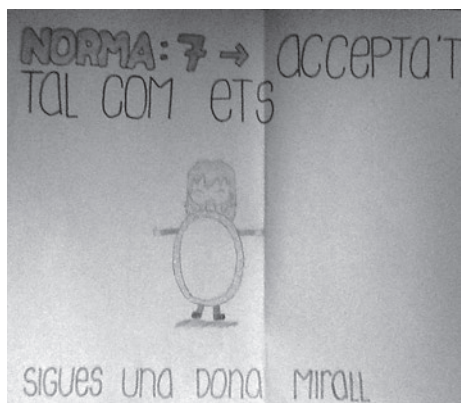 NORMA: 7 → ACCEPTA'T
TAL COM ETS
SIGUES UNA DONA MIRALL